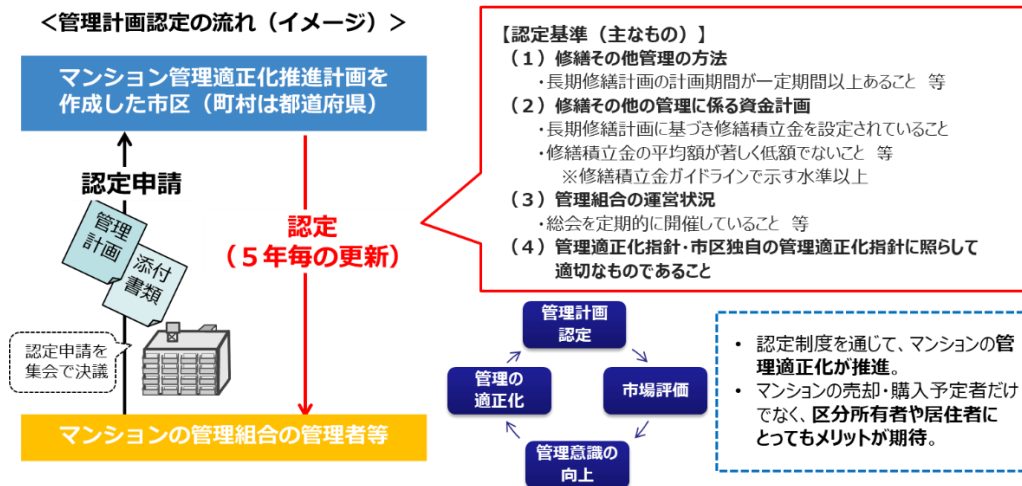 ＜管理計画認定の流れ（イメージ）＞
マンション管理適正化推進計画を
作成した市区（町村は都道府県）
認定申請
管理
計画
添付
書類
認定申請を
集会で決議
認定
（５年毎の更新）
マンションの管理組合の管理者等
【認定基準（主なもの）】
（１）修繕その他管理の方法
・長期修繕計画の計画期間が一定期間以上あること 等
（２）修繕その他の管理に係る資金計画
・長期修繕計画に基づき修繕積立金を設定されていること
・修繕積立金の平均額が著しく低額でないこと 等
※修繕積立金ガイドラインで示す水準以上
（３）管理組合の運営状況
・総会を定期的に開催していること 等
（４）管理適正化指針・市区独自の管理適正化指針に照らして
適切なものであること
管理計画
認定
市場評価
管理意識の
向上
管理の
適正化
• 認定制度を通じて、マンションの管
理適正化が推進。
• マンションの売却・購入予定者だけ
でなく、区分所有者や居住者に
とってもメリットが期待。